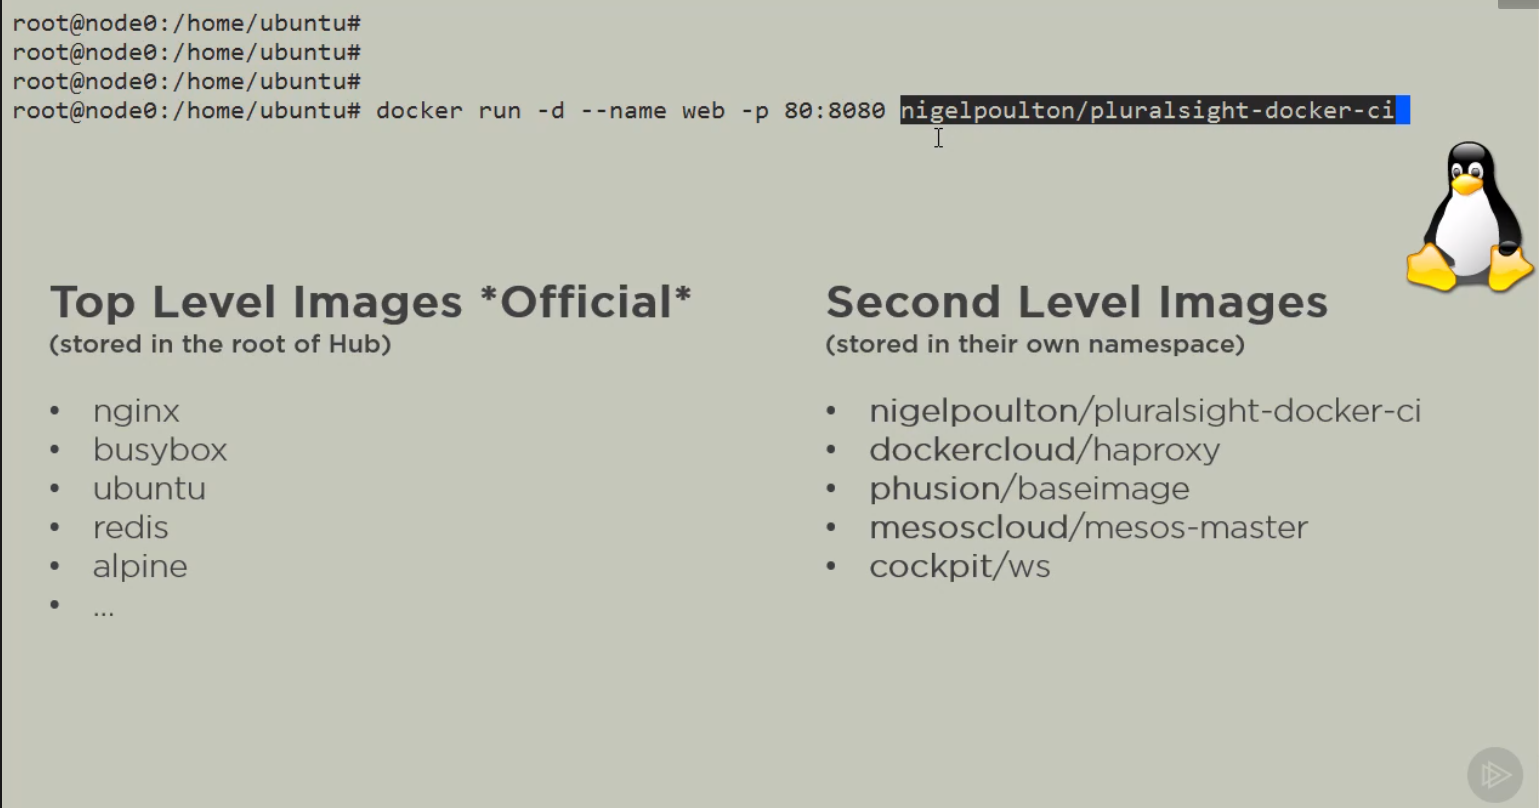 root@node0:/home/ubuntu#
root@node0:/home/ubuntu#
root@node0:/home/ubuntu#
root@node0:/home/ubuntu# docker run -d --name web -p 80:8080 nigelpoulton/pluralsight-docker-ci
Top Level Images *Official*
(stored in the root of Hub)
• nginx
• busybox
• ubuntu
• redis
• alpine
• ...
Second Level Images
(stored in their own namespace)
• nigelpoulton/pluralsight-docker-ci
• dockercloud/haproxy
• phusion/baseimage
• mesoscloud/mesos-master
• cockpit/ws